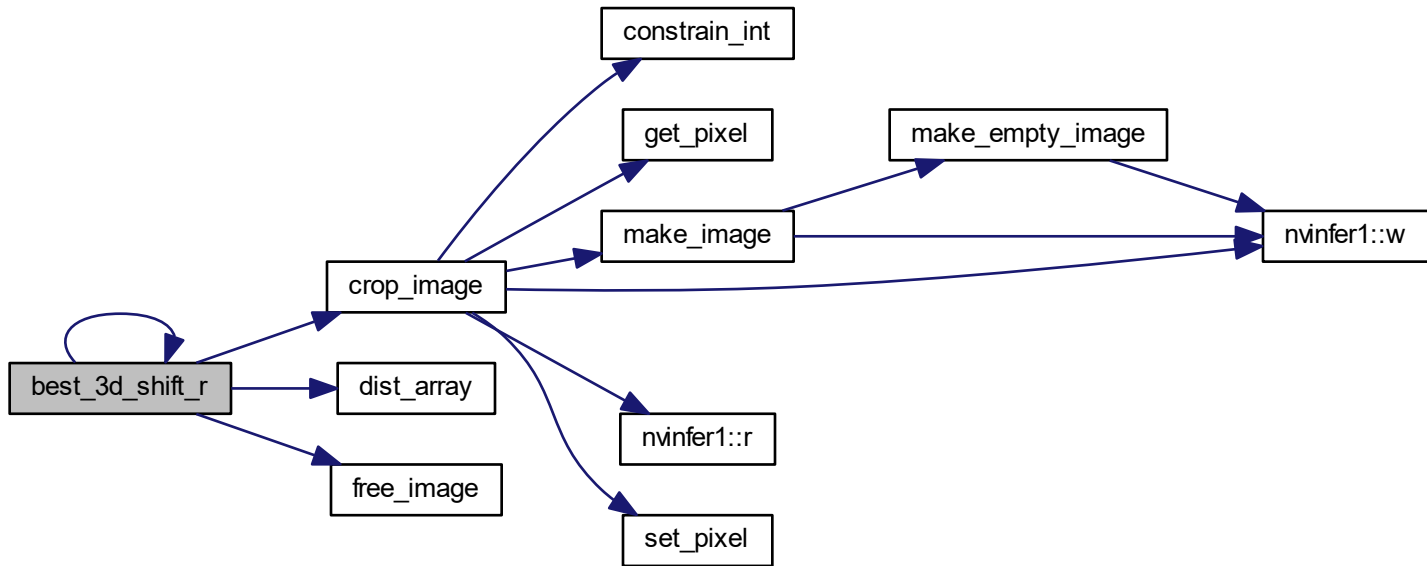 constrain_int
get_pixel
make_empty_image
make_image
nvinfer1::w
crop_image
best_3d_shift_r
dist_array
nvinfer1::r
free_image
set_pixel